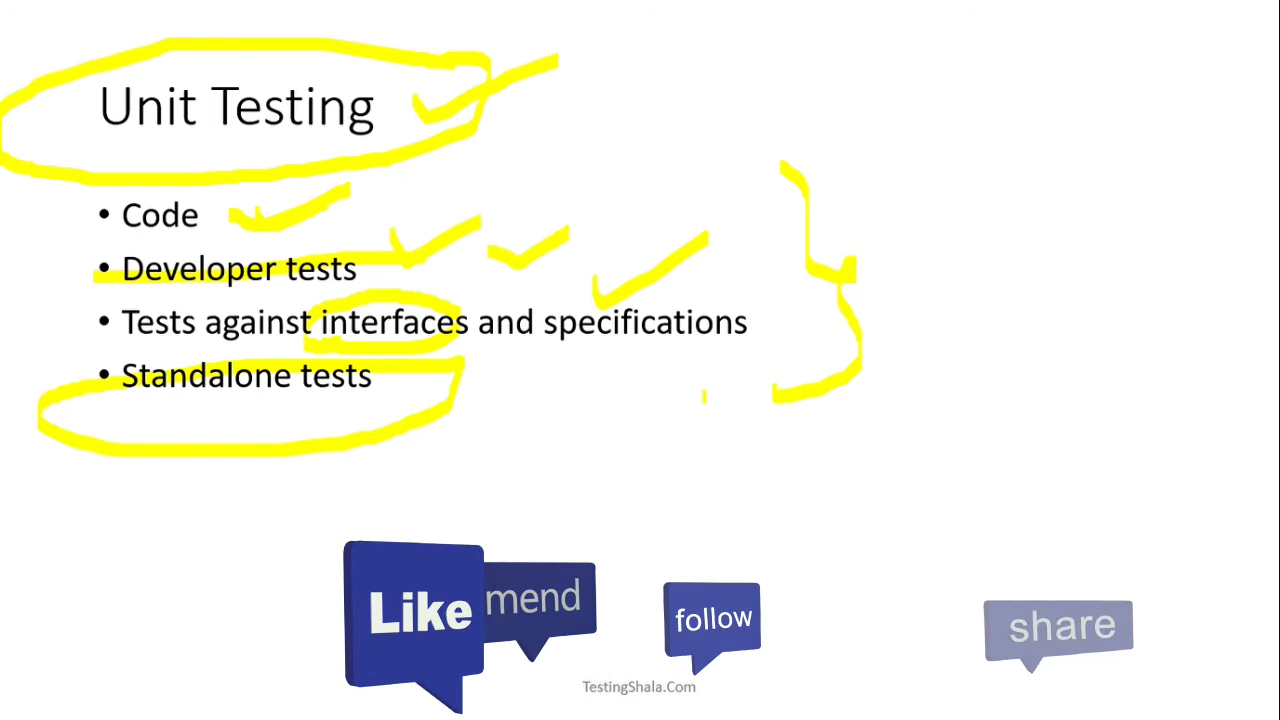 Unit Testing
• Code
• Developer tests
• Tests against interfaces and specifications
• Standalone tests
Like
mend
follow
share
TestingShala.Com